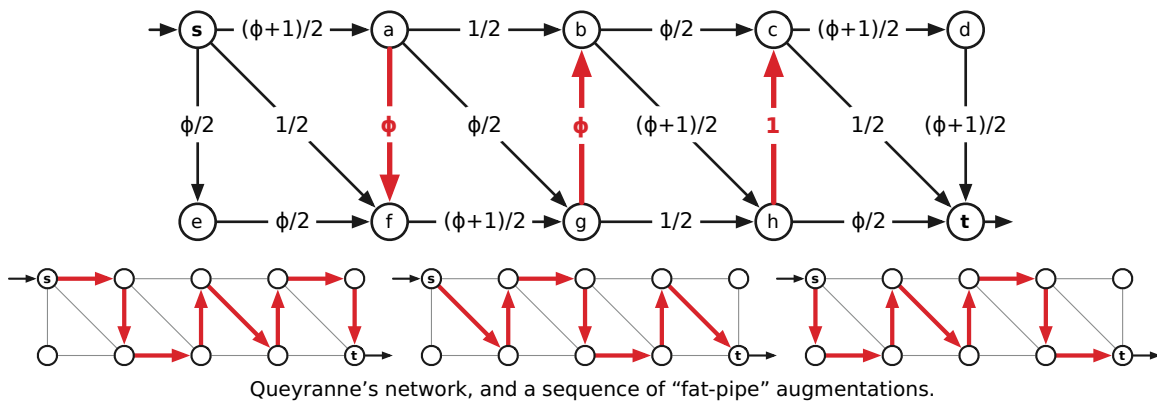 s (ϕ+1)/2 a 1/2 b ϕ/2 c (ϕ+1)/2 d
ϕ/2 1/2 ϕ ϕ/2 ϕ (ϕ+1)/2 1 1/2 (ϕ+1)/2
e ϕ/2 f (ϕ+1)/2 g 1/2 h ϕ/2 t
s s s
t t t
Queyranne's network, and a sequence of “fat-pipe” augmentations.